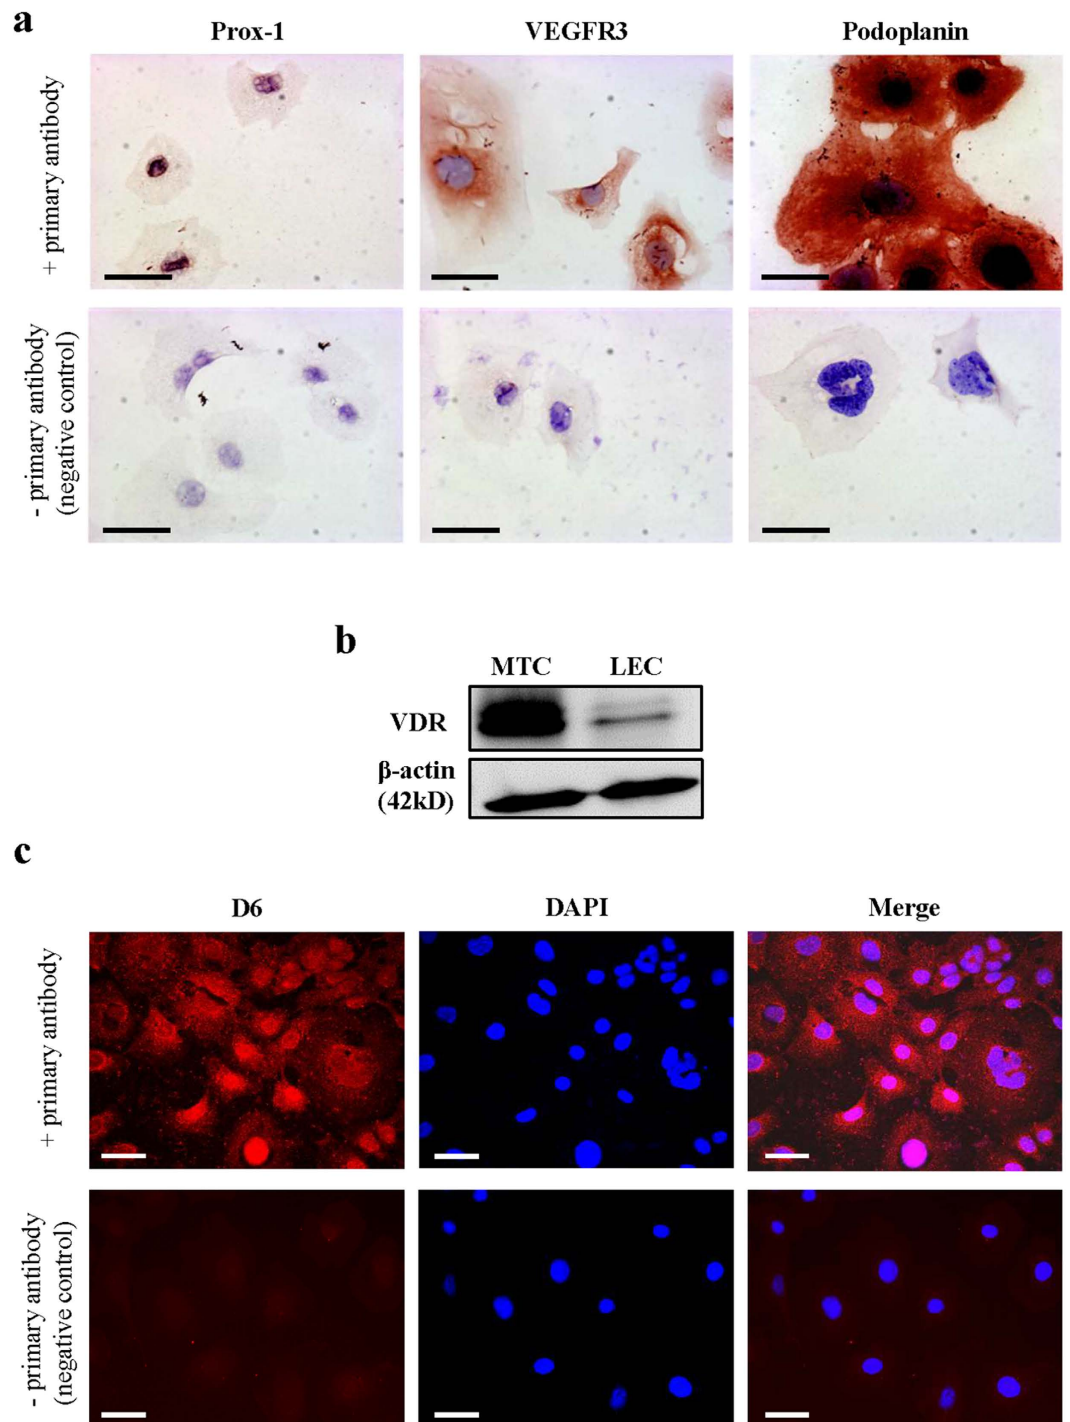 a
Prox-1 VEGFR3 Podoplanin
+ primary antibody
- primary antibody
(negative control)
b
MTC LEC
VDR
β-actin
(42kD)
c
D6 DAPI Merge
+ primary antibody
- primary antibody
(negative control)